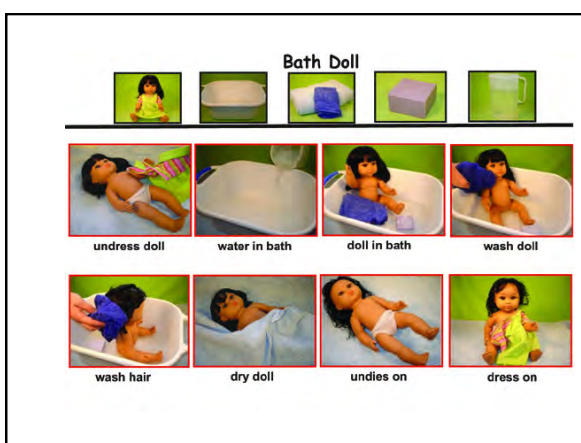 Bath Doll
undress doll
water in bath
doll in bath
wash doll
wash hair
dry doll
undies on
dress on